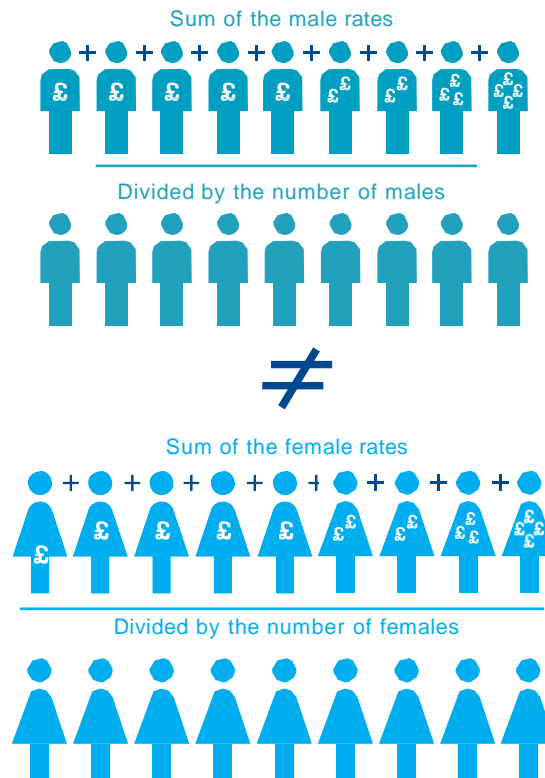 Sum of the male rates
+ + + + + + + +
£ £ £ £ £ ££ ££ £££ ££££
Divided by the number of males
≠
Sum of the female rates
+ + + + + + + +
£ £ £ £ £ ££ ££ £££ ££££
Divided by the number of females